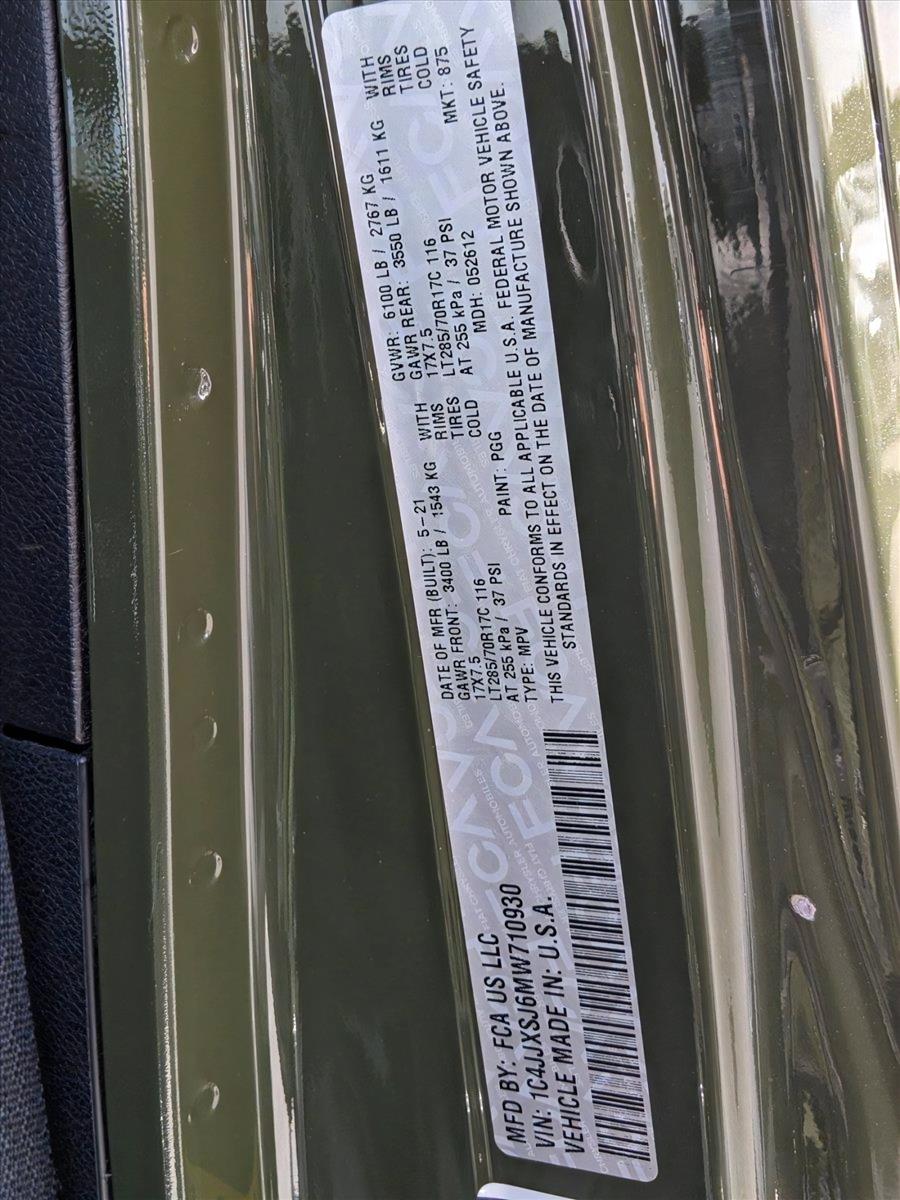 MFD BY: FCA US LLC
VIN: 1C4JJXSJ6MW710930
VEHICLE MADE IN: U.S.A.
DATE OF MFR (BUILT): 5-21 GVWR: 6100 LB / 2767 KG
GAWR FRONT: 3400 LB / 1543 KG WITH GAWR REAR: 3550 LB / 1611 KG WITH
17X7.5 RIMS 17X7.5 RIMS
LT285/70R17C 116 TIRES LT285/70R17C 116 TIRES
AT 255 kPa / 37 PSI COLD AT 255 kPa / 37 PSI COLD
TYPE: MPV PAINT: PGG MDH: 052612 MKT: 875
THIS VEHICLE CONFORMS TO ALL APPLICABLE U.S.A. FEDERAL MOTOR VEHICLE SAFETY
STANDARDS IN EFFECT ON THE DATE OF MANUFACTURE SHOWN ABOVE.